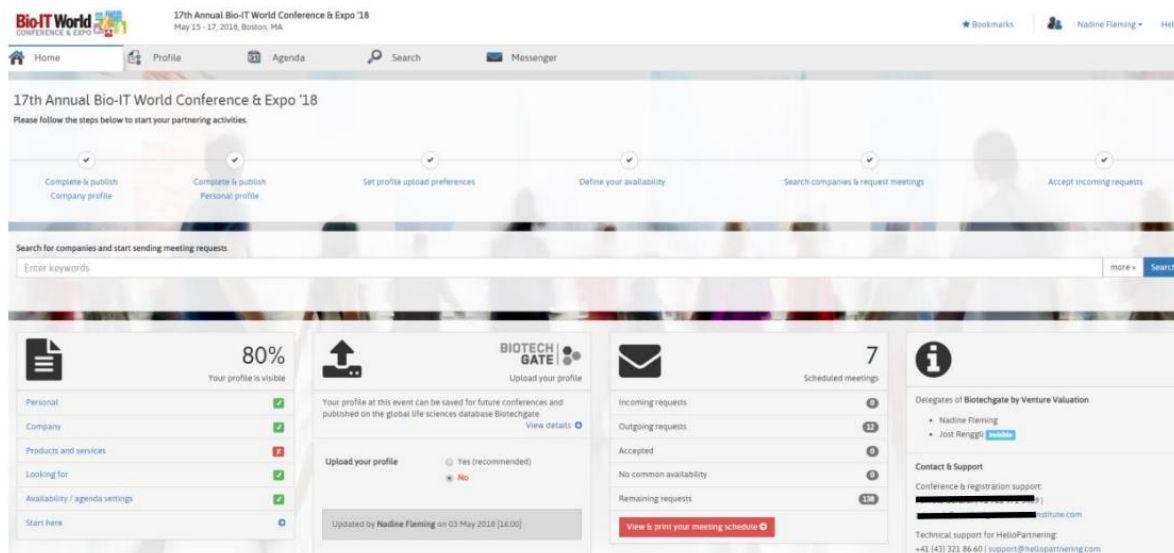 Bio-IT World
CONFERENCE & EXPO
17th Annual Bio-IT World Conference & Expo '18
May 15 - 17, 2018, Boston, MA
Bookmarks
Nadine Fleming
Home
Profile
Agenda
Search
Messenger
17th Annual Bio-IT World Conference & Expo '18
Please follow the steps below to start your partnering activities.
Complete & publish
Company profile
Complete & publish
Personal profile
Set profile upload preferences
Define your availability
Search companies & request meetings
Accept incoming requests
Search for companies and start sending meeting requests
Enter keywords
more »
Search
80%
Your profile is visible
Personal
Company
Products and services
Looking for
Availability / agenda settings
Start here
BIOTECH
GATE
Upload your profile
Your profile at this event can be saved for future conferences and
published on the global life sciences database Biotechgate.
View details
Upload your profile
Yes (recommended)
No
Updated by Nadine Fleming on 03 May 2018 [16:00]
7
Scheduled meetings
Incoming requests 0
Outgoing requests 12
Accepted 0
No common availability 0
Remaining requests 138
View & print your meeting schedule
Delegates of Biotechgate by Venture Valuation
• Nadine Fleming
• Jost Renggli
Contact & Support
Conference & registration support:
nstitute.com
Technical support for HelloPartnering:
+41 (43) 321 86 60 | support@hellopartnering.com